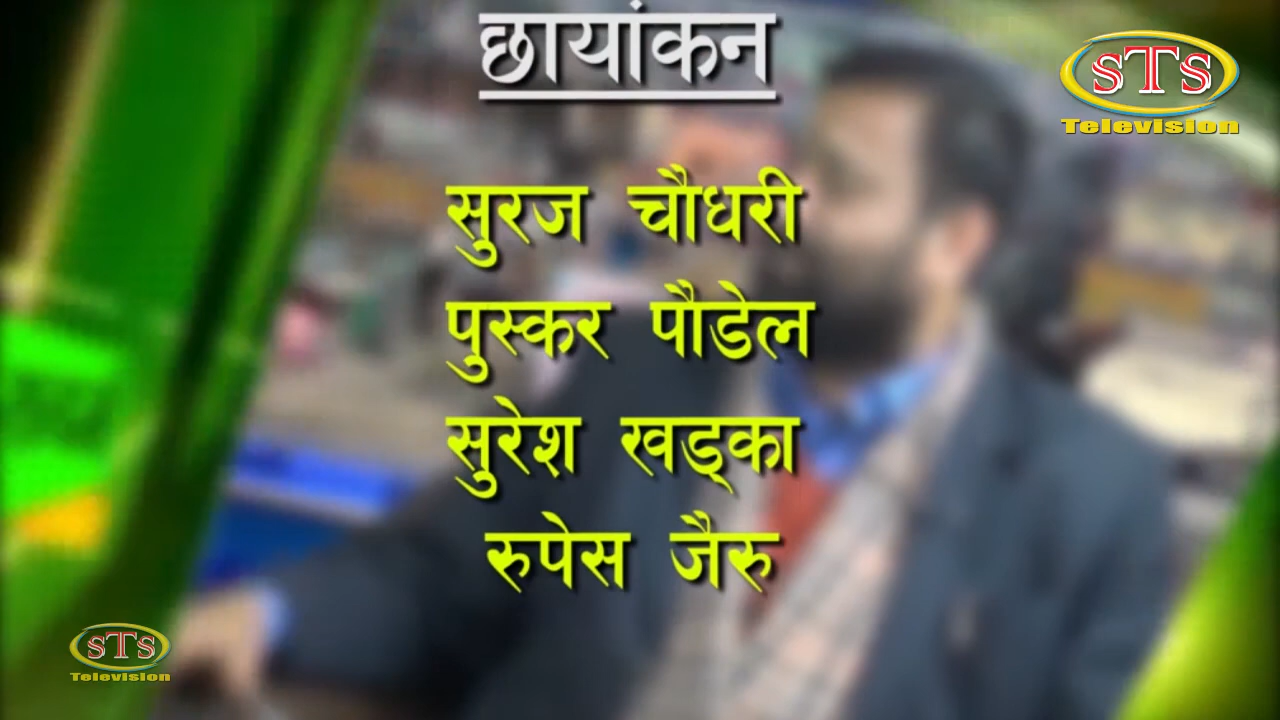 छायांकन
STS
Television
सुरज चौधरी
पुस्कर पौडेल
सुरेश खड्का
रुपेस जैरु
STS
Television